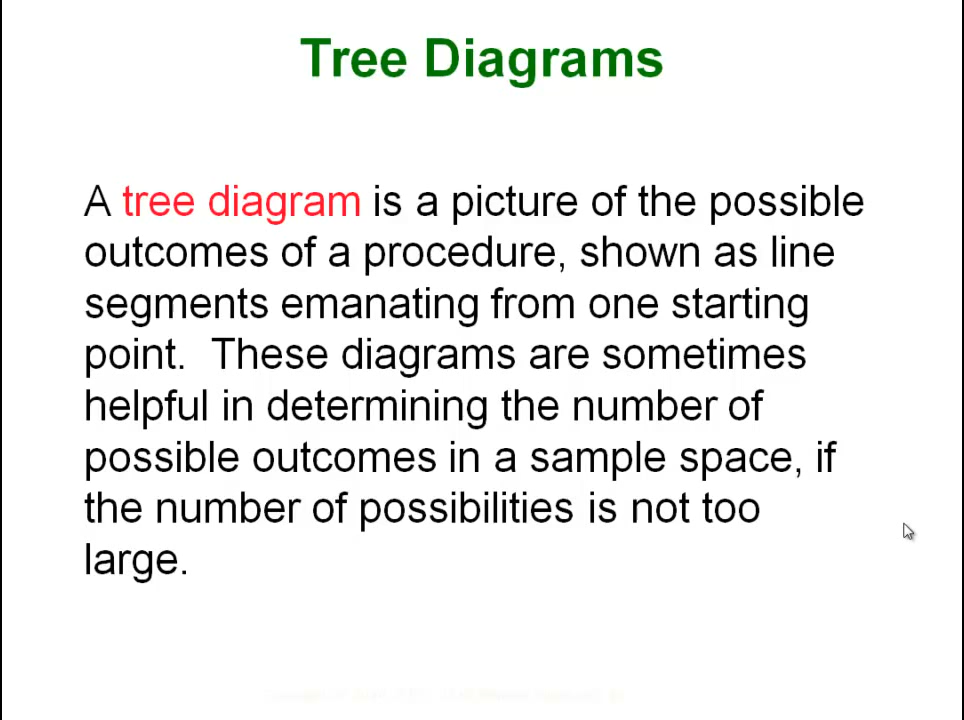 Tree Diagrams
A tree diagram is a picture of the possible
outcomes of a procedure, shown as line
segments emanating from one starting
point.  These diagrams are sometimes
helpful in determining the number of
possible outcomes in a sample space, if
the number of possibilities is not too
large.